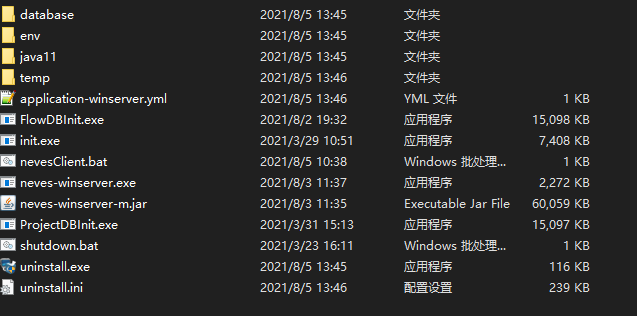 database 2021/8/5 13:45 文件夹
env 2021/8/5 13:45 文件夹
java11 2021/8/5 13:45 文件夹
temp 2021/8/5 13:46 文件夹
application-winserver.yml 2021/8/5 13:46 YML 文件 1 KB
FlowDBInit.exe 2021/8/2 19:32 应用程序 15,098 KB
init.exe 2021/3/29 10:51 应用程序 7,408 KB
nevesClient.bat 2021/8/5 10:38 Windows 批处理... 1 KB
neves-winserver.exe 2021/8/3 11:37 应用程序 2,272 KB
neves-winserver-m.jar 2021/8/3 11:35 Executable Jar File 60,059 KB
ProjectDBInit.exe 2021/3/31 15:13 应用程序 15,097 KB
shutdown.bat 2021/3/23 16:11 Windows 批处理... 1 KB
uninstall.exe 2021/8/5 13:45 应用程序 116 KB
uninstall.ini 2021/8/5 13:46 配置设置 239 KB